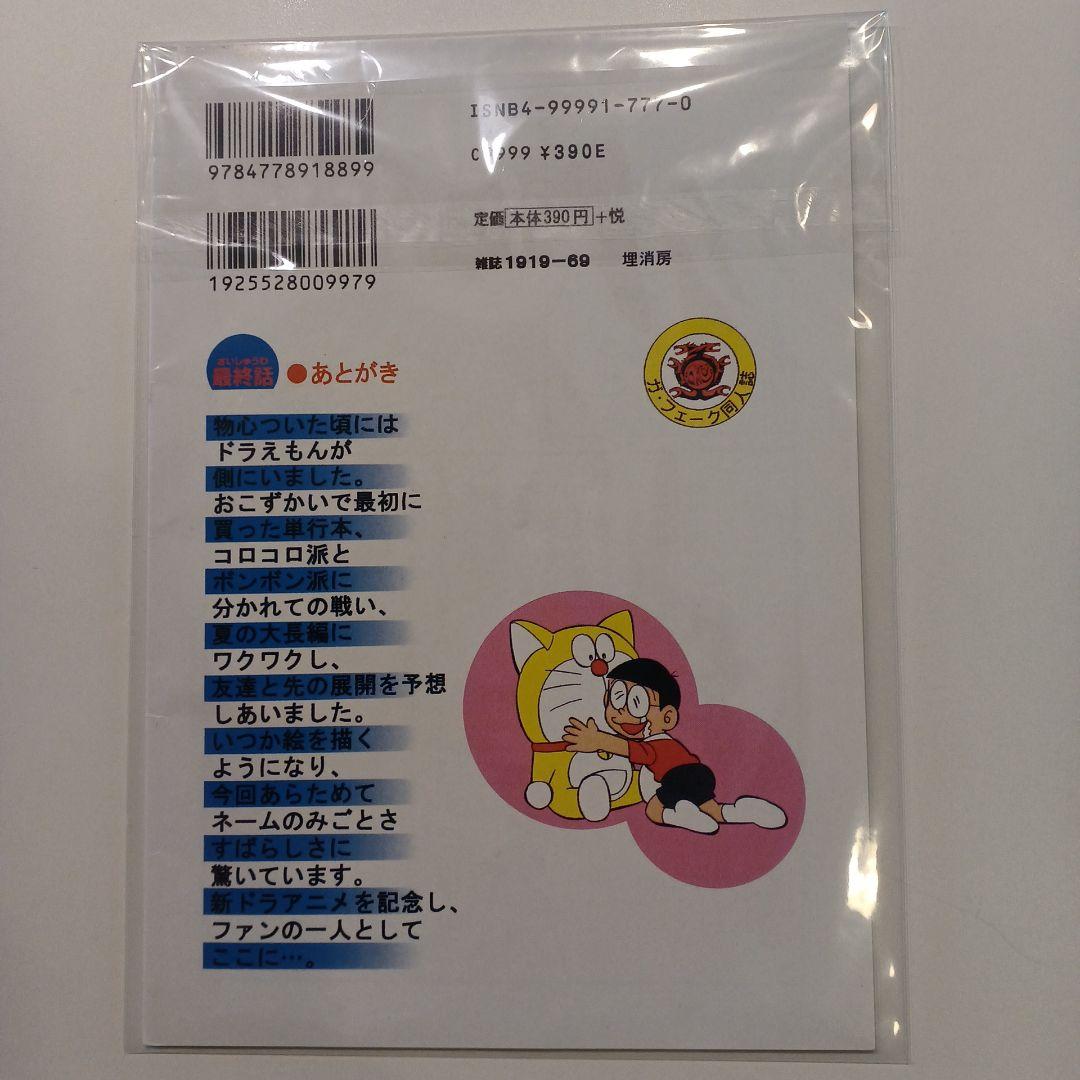 ISNB4-99991-777-0
9784778918899
999 ¥390E
定価 本体390円 +悦
雑誌1919-69 埋消房
1925528009979
さいしゅうわ
最終話
●あとがき
ガ・フェーク同人誌
物心ついた頃には
ドラえもんが
側にいました。
おこずかいで最初に
買った単行本、
コロコロ派と
ボンボン派に
分かれての戦い、
夏の大長編に
ワクワクし、
友達と先の展開を予想
しあいました。
いつか絵を描く
ようになり、
今回あらためて
ネームのみごとさ
すばらしさに
驚いています。
新ドラアニメを記念し、
ファンの一人として
ここに…。